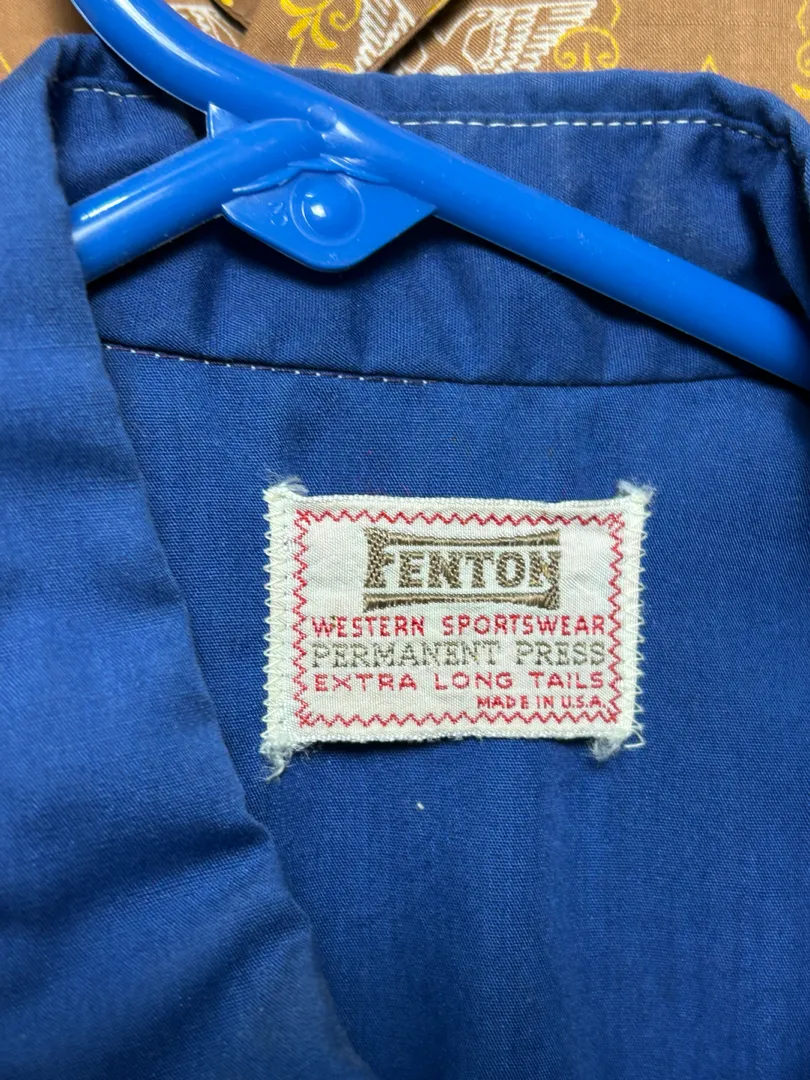 FENTON
WESTERN SPORTSWEAR
PERMANENT PRESS
EXTRA LONG TAILS
MADE IN U.S.A.